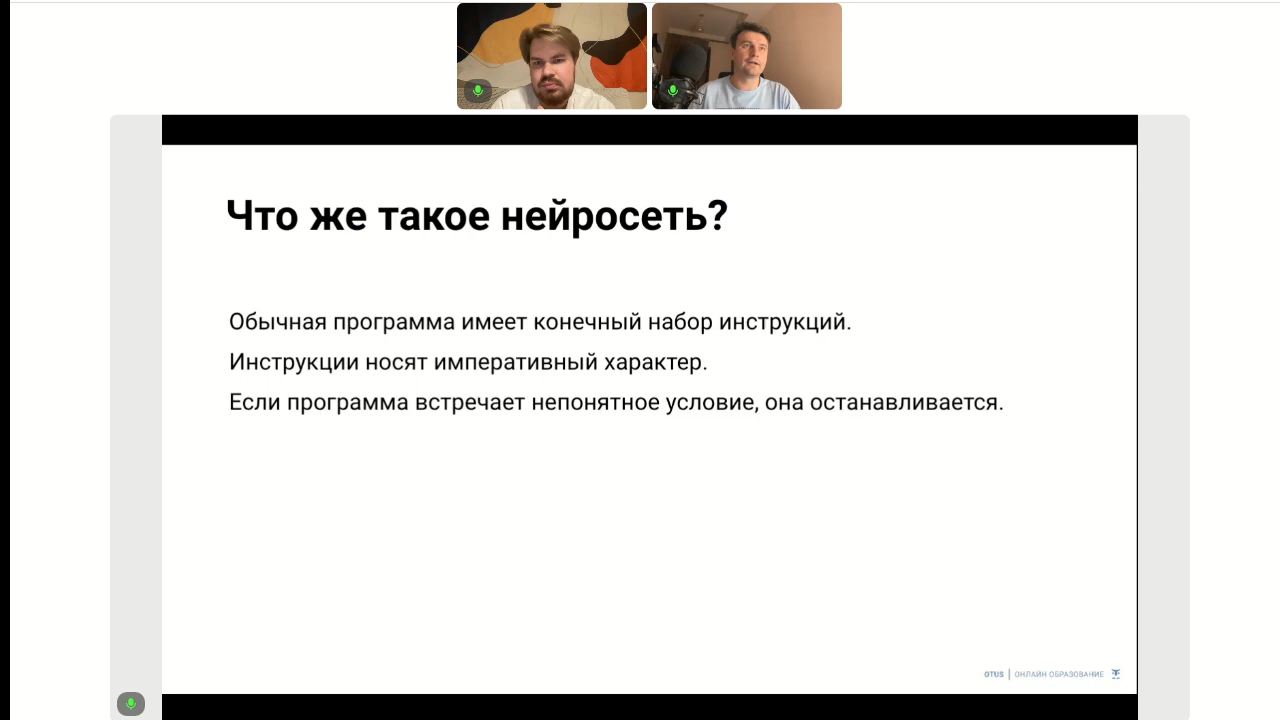 Что же такое нейросеть?
Обычная программа имеет конечный набор инструкций.
Инструкции носят императивный характер.
Если программа встречает непонятное условие, она останавливается.
OTUS | ОНЛАЙН ОБРАЗОВАНИЕ